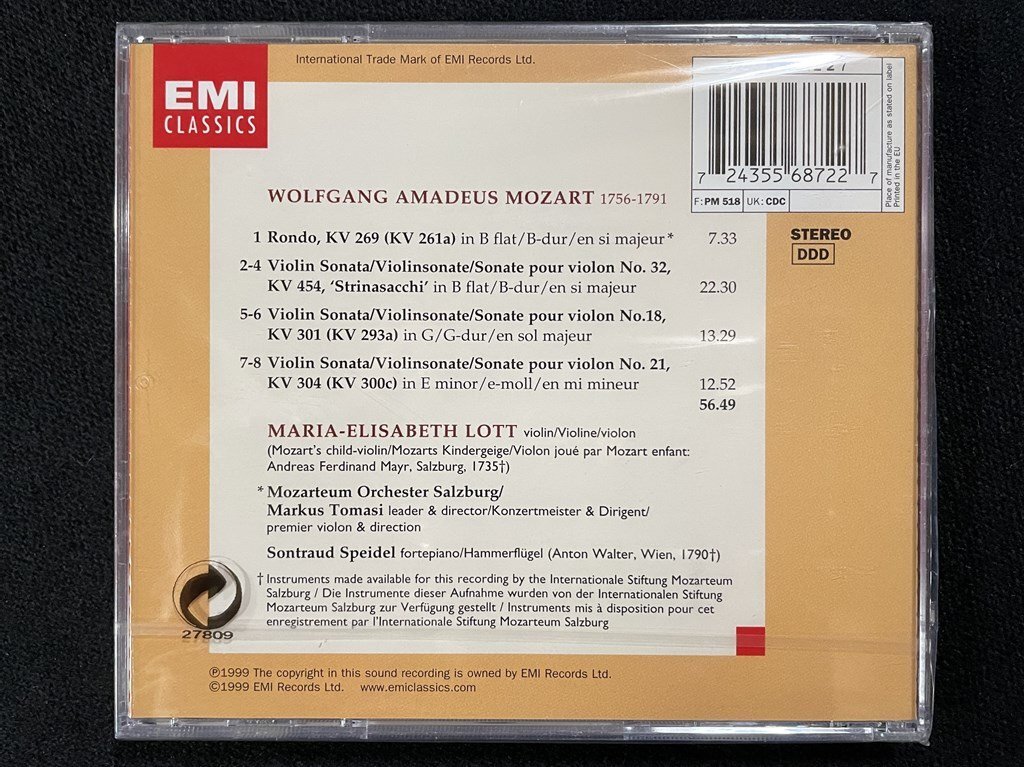 EMI
CLASSICS
International Trade Mark of EMI Records Ltd.
7 24355 68722 7
F: PM 518 UK: CDC
Place of manufacture as stated on label
Printed in the EU
WOLFGANG AMADEUS MOZART 1756-1791
1 Rondo, KV 269 (KV 261a) in B flat/B-dur/en si majeur* 7.33
STEREO
DDD
2-4 Violin Sonata/Violinsonate/Sonate pour violon No. 32,
KV 454, ‘Strinasacchi’ in B flat/B-dur/en si majeur 22.30
5-6 Violin Sonata/Violinsonate/Sonate pour violon No.18,
KV 301 (KV 293a) in G/G-dur/en sol majeur 13.29
7-8 Violin Sonata/Violinsonate/Sonate pour violon No. 21,
KV 304 (KV 300c) in E minor/e-moll/en mi mineur 12.52
56.49
MARIA-ELISABETH LOTT violin/Violine/violon
(Mozart's child-violin/Mozarts Kindergeige/Violon joué par Mozart enfant:
Andreas Ferdinand Mayr, Salzburg, 1735†)
* Mozarteum Orchester Salzburg/
Markus Tomasi leader & director/Konzertmeister & Dirigent/
premier violon & direction
Sontraud Speidel fortepiano/Hammerflügel (Anton Walter, Wien, 1790†)
† Instruments made available for this recording by the Internationale Stiftung Mozarteum
Salzburg / Die Instrumente dieser Aufnahme wurden von der Internationalen Stiftung
Mozarteum Salzburg zur Verfügung gestellt / Instruments mis à disposition pour cet
enregistrement par l'Internationale Stiftung Mozarteum Salzburg
27809
℗1999 The copyright in this sound recording is owned by EMI Records Ltd.
©1999 EMI Records Ltd. www.emiclassics.com